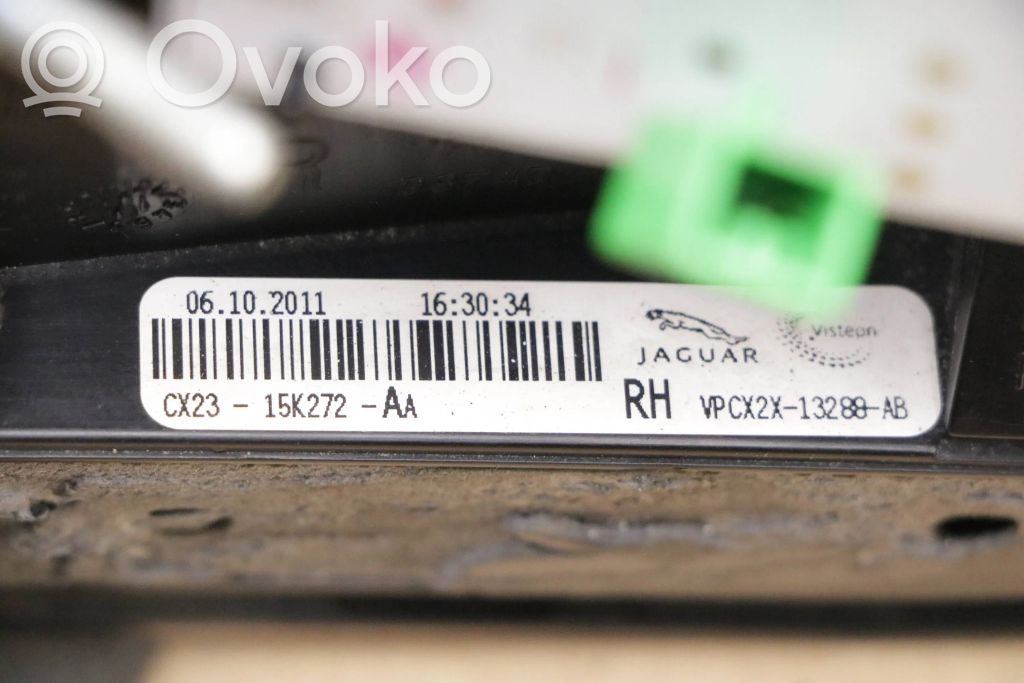 Ovoko
06.10.2011 16:30:34
JAGUAR
Visteon
CX23 - 15K272 -AA
RH VPCX2X-13288-AB